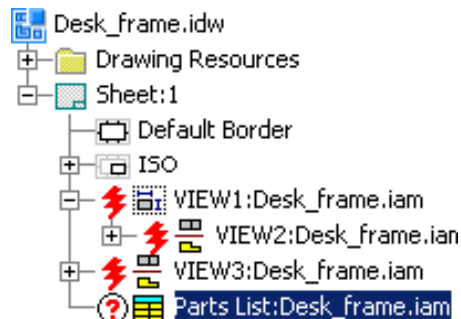 Desk_frame.idw
Drawing Resources
Sheet:1
Default Border
ISO
VIEW1:Desk_frame.iam
VIEW2:Desk_frame.ian
VIEW3:Desk_frame.iam
Parts List:Desk_frame.iam